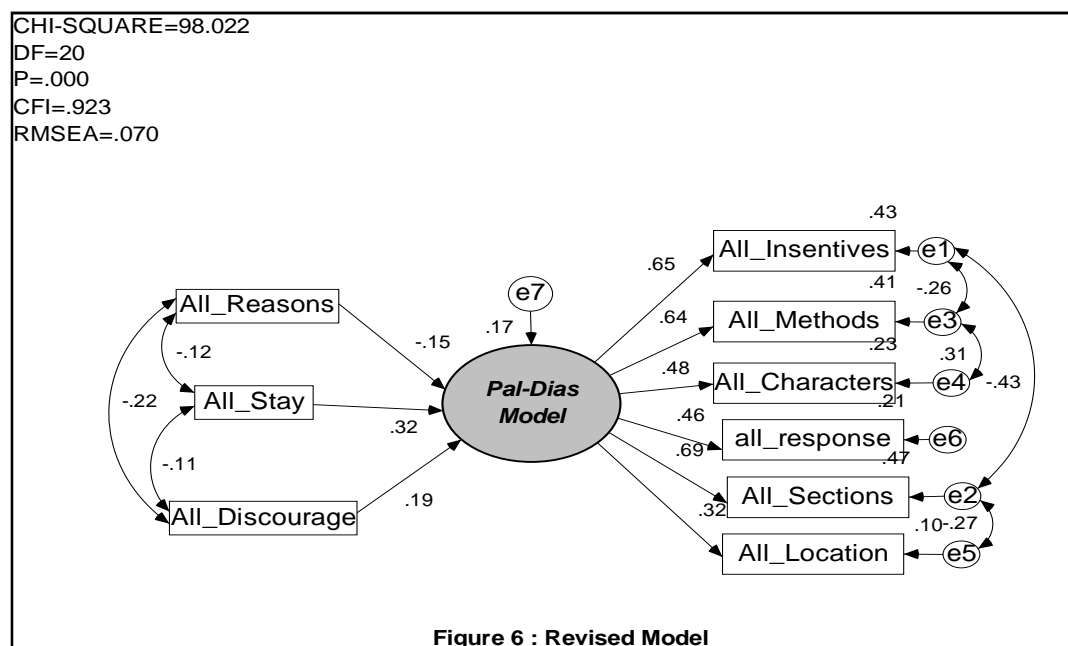 CHI-SQUARE=98.022
DF=20
P=.000
CFI=.923
RMSEA=.070
.43
All_Insentives
e1
.65
.41
-.26
e7
All_Reasons
.64
All_Methods
e3
.17
.23
-.15
.31
-.12
.48
All_Characters
e4
-.43
Pal-Dias
Model
.21
-.22
All_Stay
.46
.32
all_response
e6
.69
.47
-.11
All_Sections
e2
.19
.32
All_Discourage
.10
-.27
All_Location
e5
Figure 6 : Revised Model